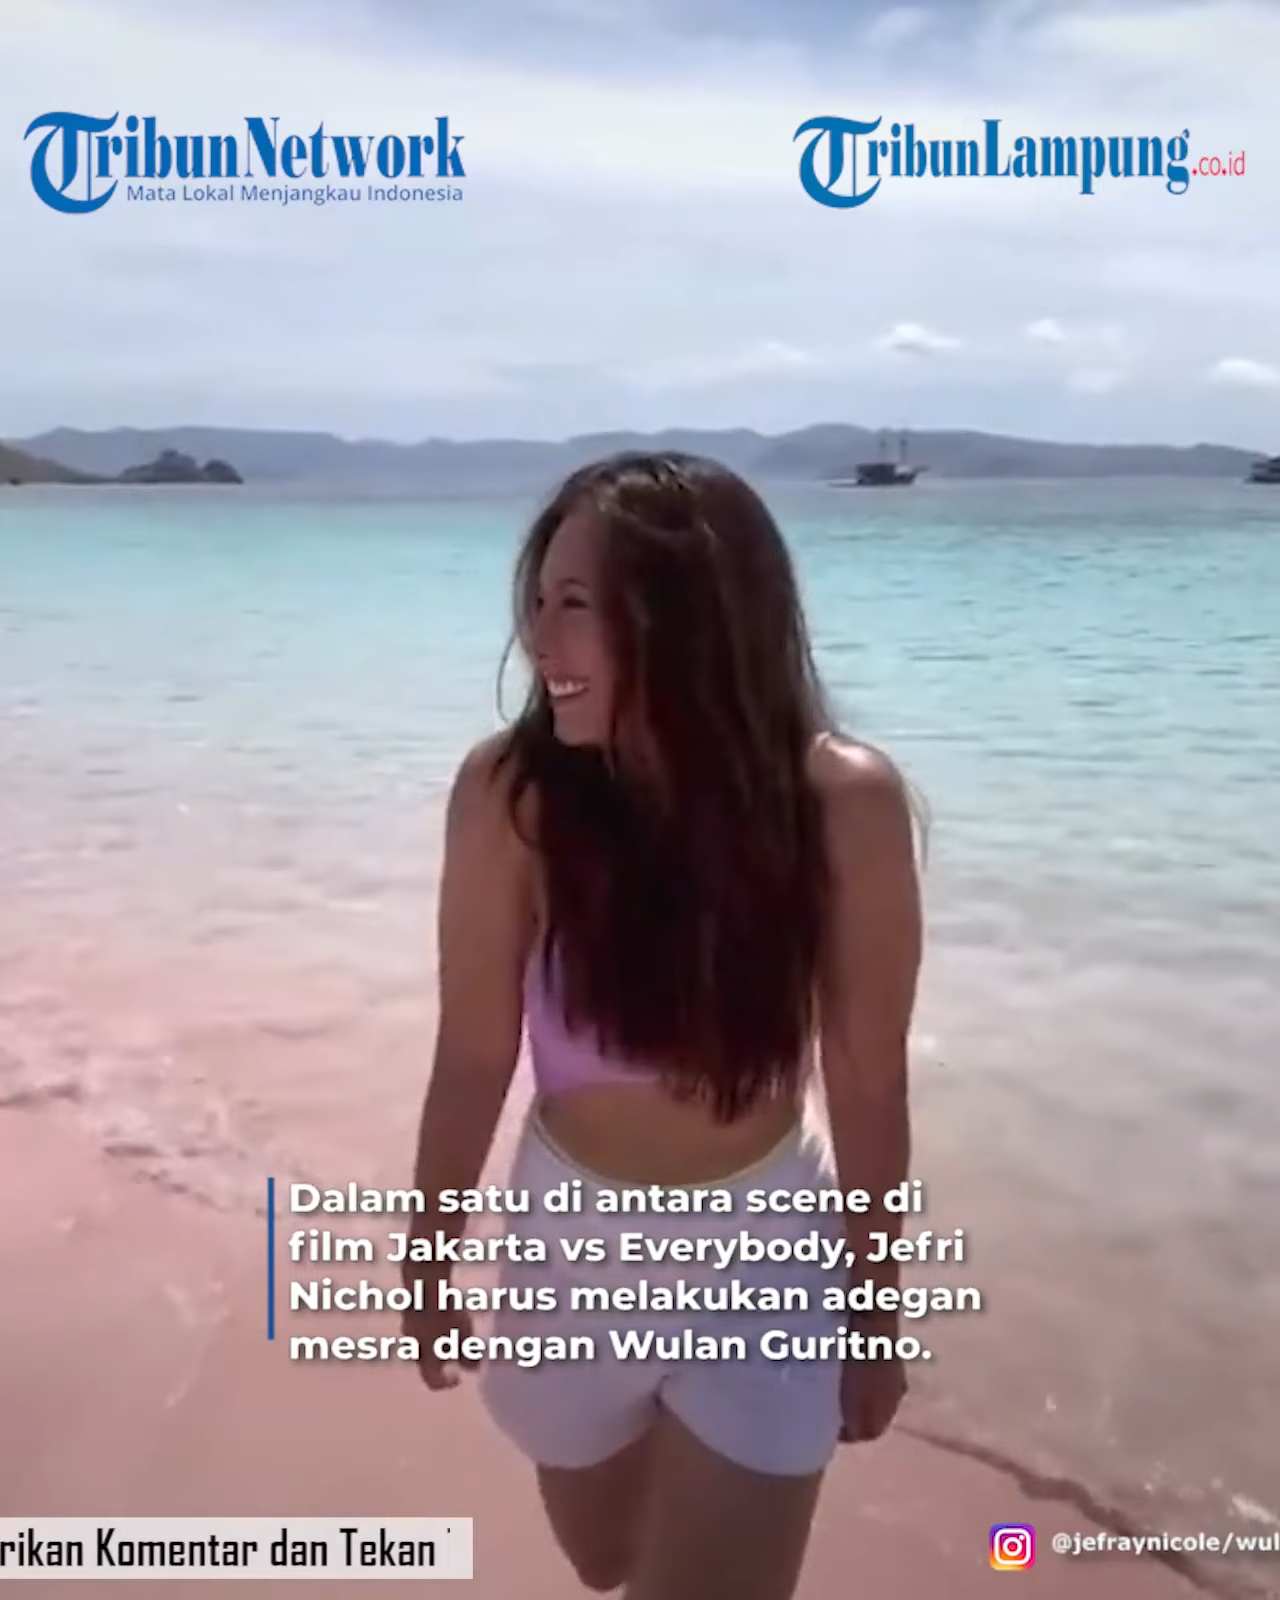 TribunNetwork
Mata Lokal Menjangkau Indonesia
TribunLampung.co.id
Dalam satu di antara scene di
film Jakarta vs Everybody, Jefri
Nichol harus melakukan adegan
mesra dengan Wulan Guritno.
rikan Komentar dan Tekan
@jefraynicole/wul